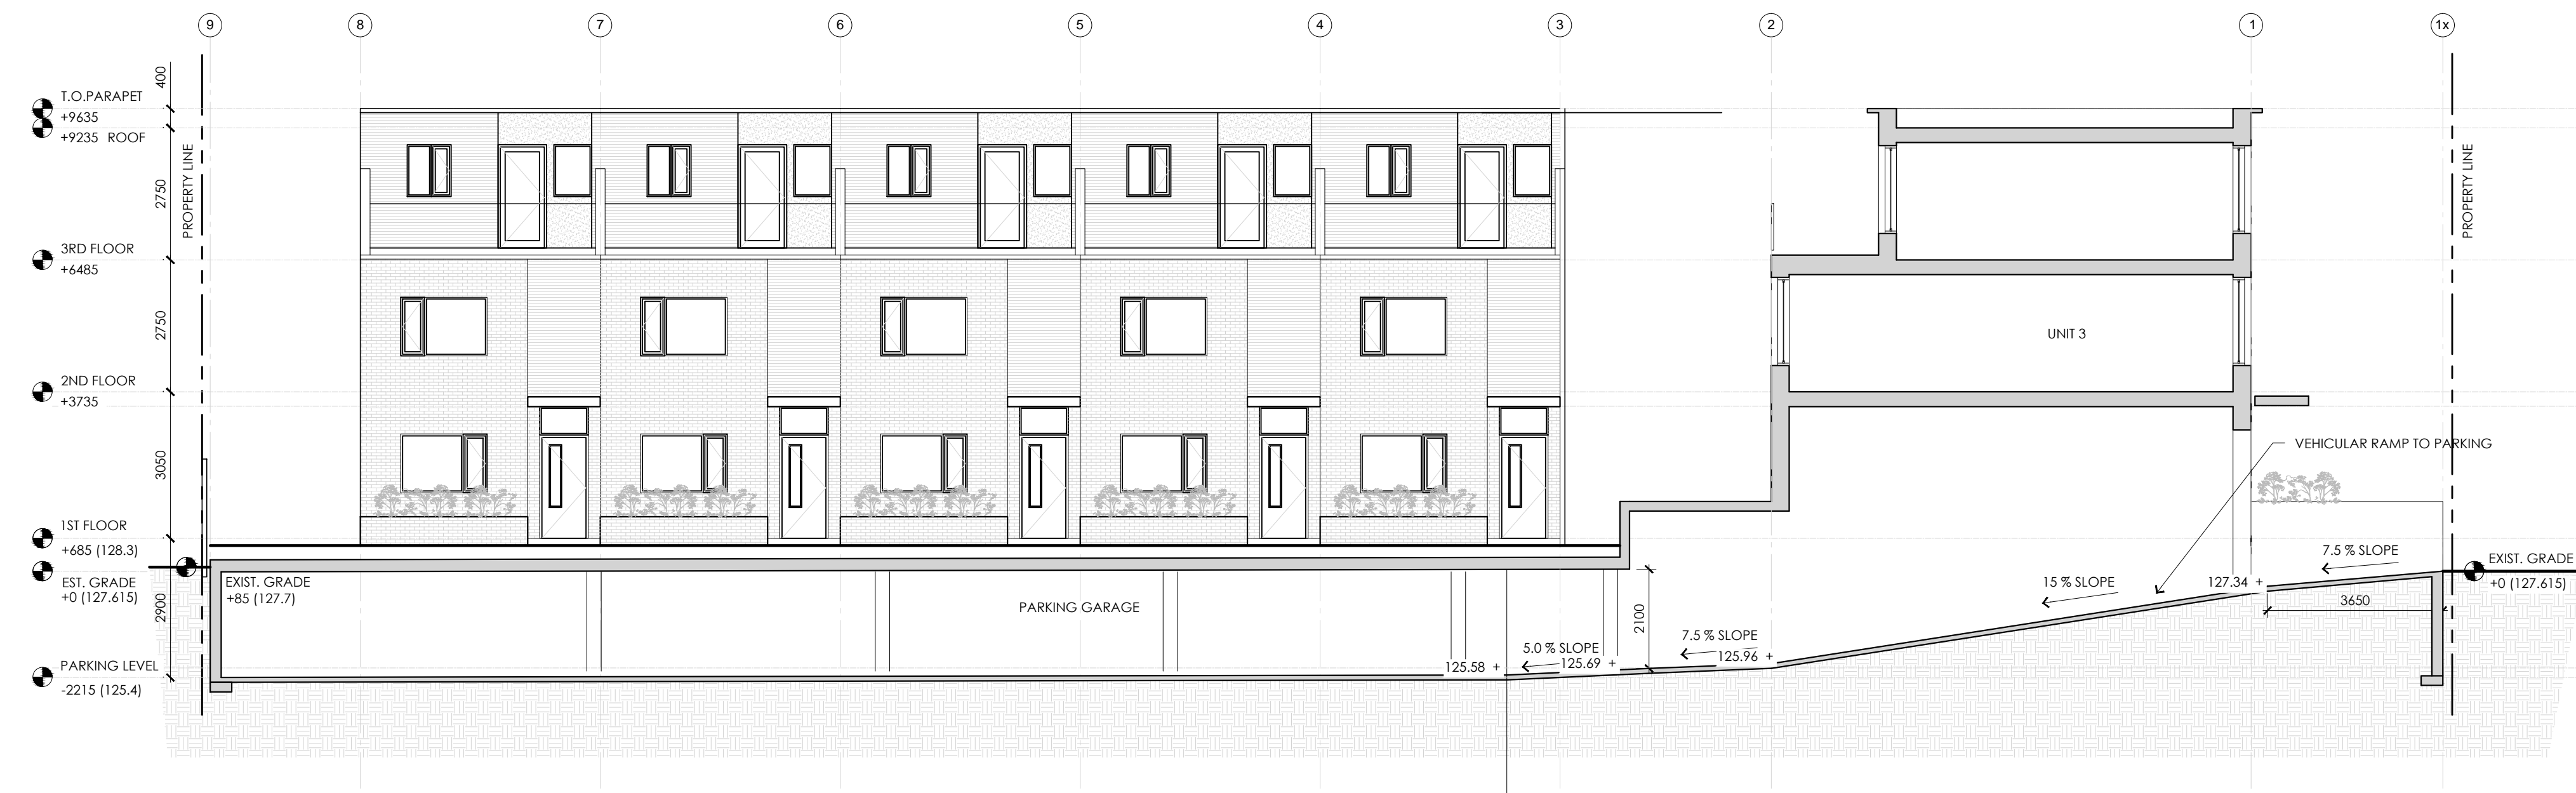 9 8 7 6 5 4 3 2 1 1x
400
T.O.PARAPET
+9635
+9235 ROOF
2750
PROPERTY LINE
PROPERTY LINE
3RD FLOOR
+6485
2750
UNIT 3
2ND FLOOR
+3735
3050
VEHICULAR RAMP TO PARKING
1ST FLOOR
+685 (128.3)
EST. GRADE
+0 (127.615)
EXIST. GRADE
+85 (127.7)
2900
PARKING GARAGE
2100
7.5 % SLOPE
EXIST. GRADE
+0 (127.615)
15 % SLOPE
127.34 +
3650
7.5 % SLOPE
5.0 % SLOPE
125.58 +
125.69 +
125.96 +
PARKING LEVEL
-2215 (125.4)